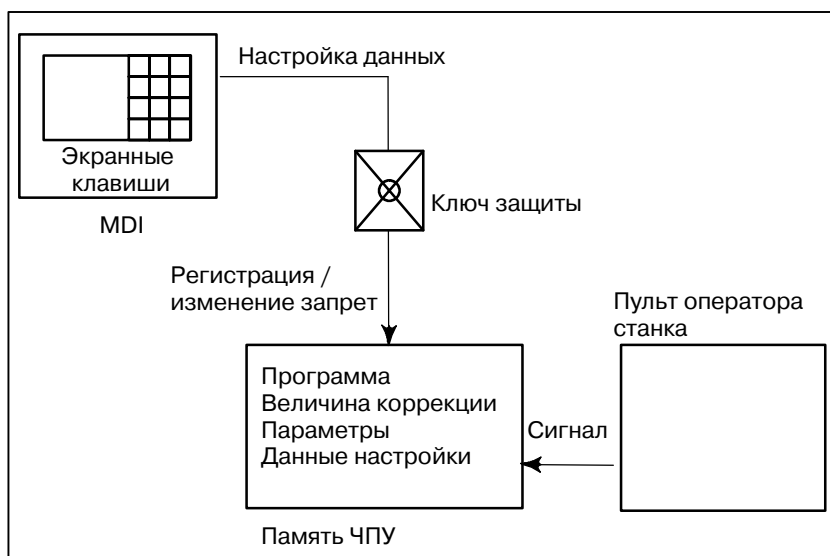 Настройка данных
Экранные
клавиши
MDI
Ключ защиты
Регистрация /
изменение запрет
Пульт оператора
станка
Программа
Величина коррекции
Параметры
Данные настройки
Сигнал
Память ЧПУ